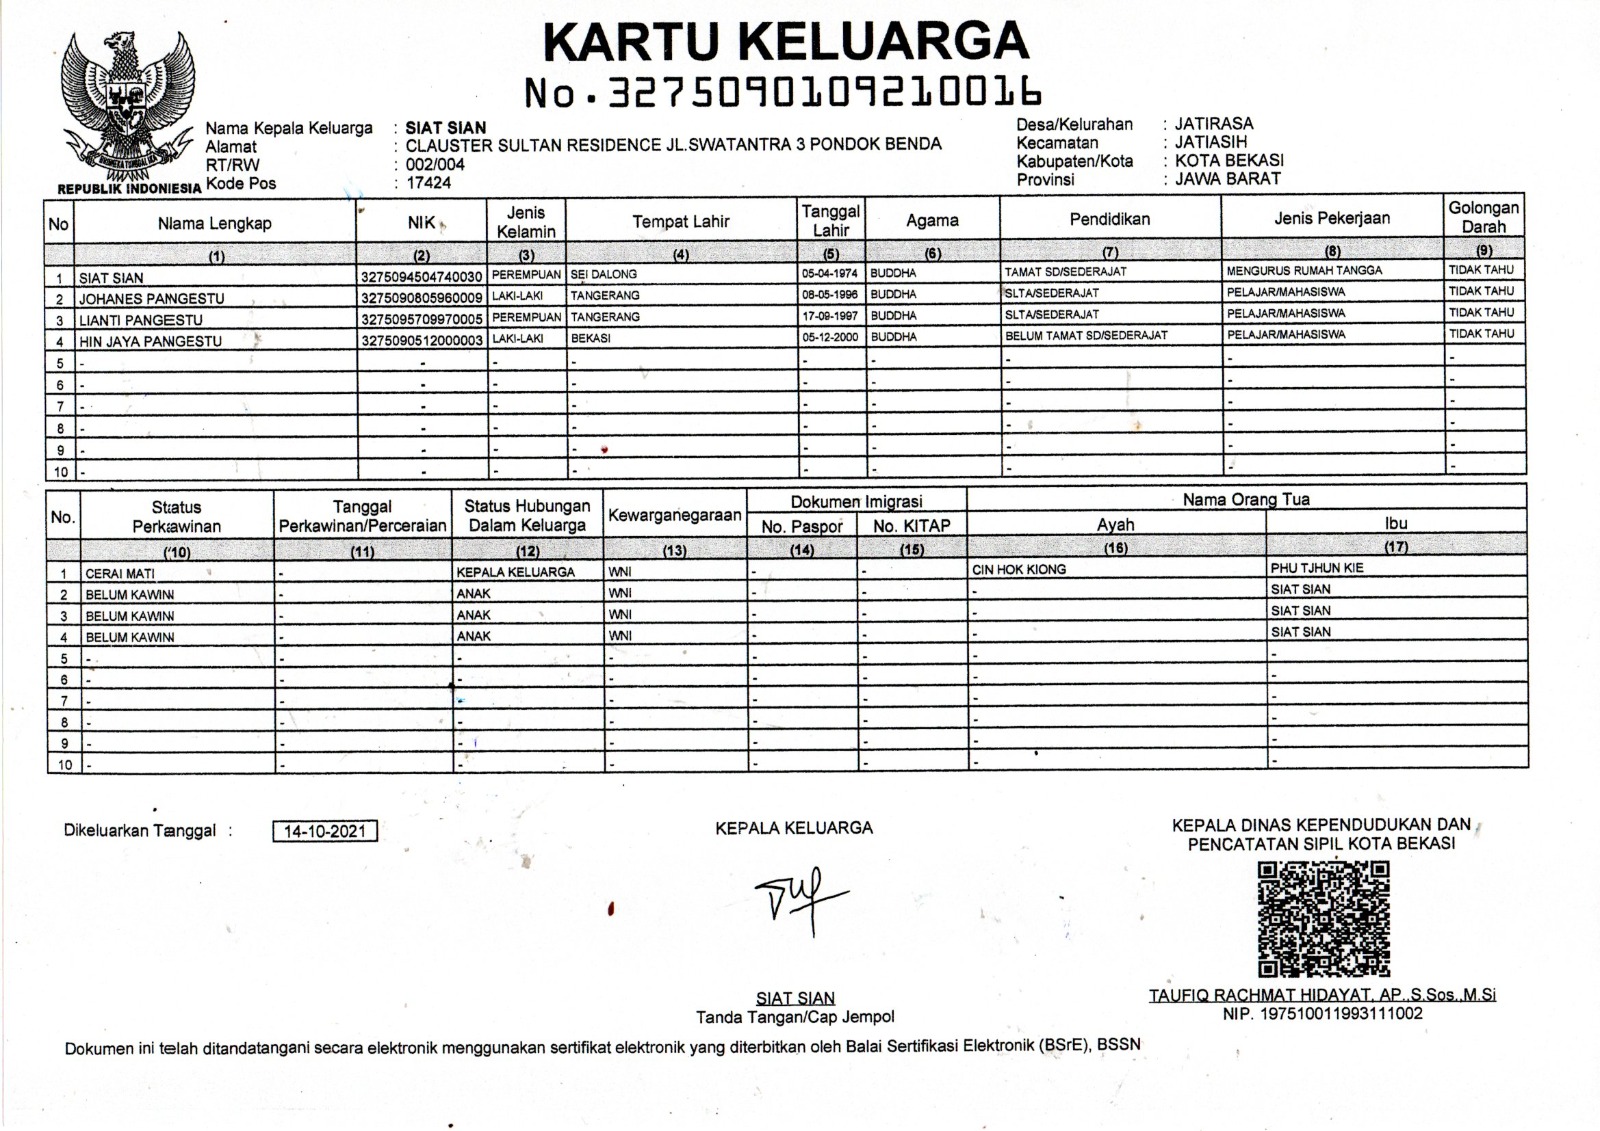 KARTU KELUARGA
No. 3275090109210016
REPUBLIK INDONIESIA
Nama Kepala Keluarga : SIAT SIAN
Alamat : CLAUSTER SULTAN RESIDENCE JL.SWATANTRA 3 PONDOK BENDA
RT/RW : 002/004
Kode Pos : 17424
Desa/Kelurahan : JATIRASA
Kecamatan : JATIASIH
Kabupaten/Kota : KOTA BEKASI
Provinsi : JAWA BARAT
No Nama Lengkap NIK Jenis Kelamin Tempat Lahir Tanggal Lahir Agama Pendidikan Jenis Pekerjaan Golongan Darah
(1) (2) (3) (4) (5) (6) (7) (8) (9)
1 SIAT SIAN 3275094504740030 PEREMPUAN SEI DALONG 05-04-1974 BUDDHA TAMAT SD/SEDERAJAT MENGURUS RUMAH TANGGA TIDAK TAHU
2 JOHANES PANNGESTU 3275090805960009 LAKI-LAKI TANGERANG 08-05-1996 BUDDHA SLTA/SEDERAJAT PELAJAR/MAHASISWA TIDAK TAHU
3 LIANTI PANGESTU 3275095709970005 PEREMPUAN TANGERANG 17-09-1997 BUDDHA SLTA/SEDERAJAT PELAJAR/MAHASISWA TIDAK TAHU
4 HIN JAYA PANNGESTU 3275090512000003 LAKI-LAKI BEKASI 05-12-2000 BUDDHA BELUM TAMAT SD/SEDERAJAT PELAJAR/MAHASISWA TIDAK TAHU
5 - - - - - - - - -
6 - - - - - - - - -
7 - - - - - - - - -
8 - - - - - - - - -
9 - - - - - - - - -
10 - - - - - - - - -
No. Status Perkawinan Tanggal Perkawinan/Perceraian Status Hubungan Dalam Keluarga Kewarganegaraan Dokumen Imigrasi No. Paspor No. KITAP Nama Orang Tua Ayah Ibu
(10) (11) (12) (13) (14) (15) (16) (17)
1 CERAI MATI - KEPALA KELUARGA WNI - - CIN HOK KIONG PHU TJHUN KIE
2 BELUM KAWIN - ANAK WNI - - - SIAT SIAN
3 BELUM KAWIN - ANAK WNI - - - SIAT SIAN
4 BELUM KAWIN - ANAK WNI - - - SIAT SIAN
5 - - - - - - - -
6 - - - - - - - -
7 - - - - - - - -
8 - - - - - - - -
9 - - - - - - - -
10 - - - - - - - -
Dikeluarkan Tanggal : 14-10-2021
KEPALA KELUARGA
SIAT SIAN
Tanda Tangan/Cap Jempol
KEPALA DINAS KEPENDUDUKAN DAN
PENCATATAN SIPIL KOTA BEKASI
TAUFIQ RACHMAT HIDAYAT, AP.,S.Sos.,M.Si
NIP. 197510011993111002
Dokumen ini telah ditandatangani secara elektronik menggunakan sertifikat elektronik yang diterbitkan oleh Balai Sertifikasi Elektronik (BSrE), BSSN